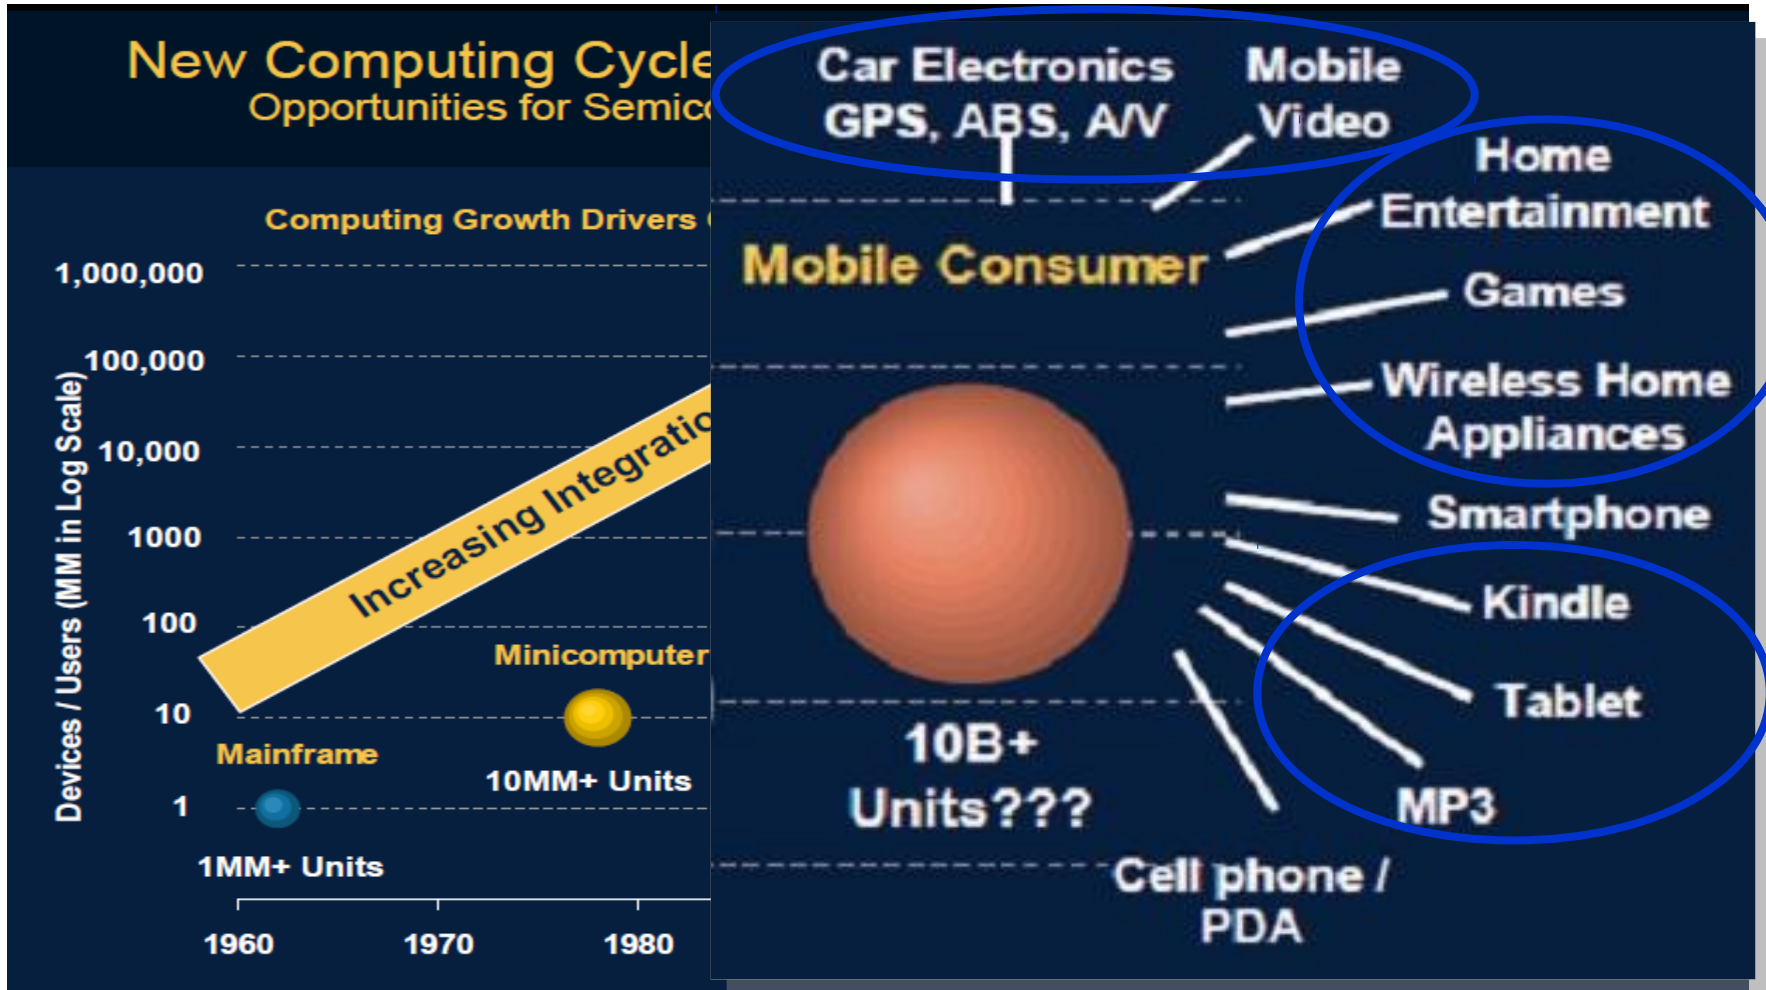 New Computing Cycle
Opportunities for Semic
Computing Growth Drivers
1,000,000
100,000
10,000
1000
100
10
1
Devices / Users (MM in Log Scale)
Increasing Integratio
Mainframe
1MM+ Units
Minicomputer
10MM+ Units
1960
1970
1980
Car Electronics
GPS, ABS, A/V
Mobile
Video
Home
Entertainment
Mobile Consumer
Games
Wireless Home
Appliances
Smartphone
Kindle
Tablet
MP3
10B+
Units???
Cell phone /
PDA